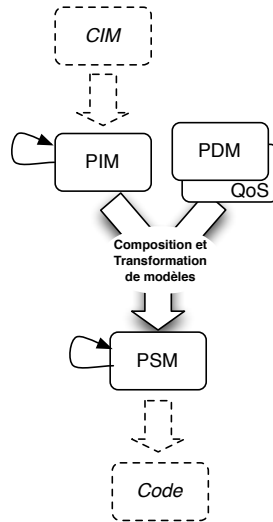 CIM
PIM
PDM
QoS
Composition et
Transformation
de modèles
PSM
Code